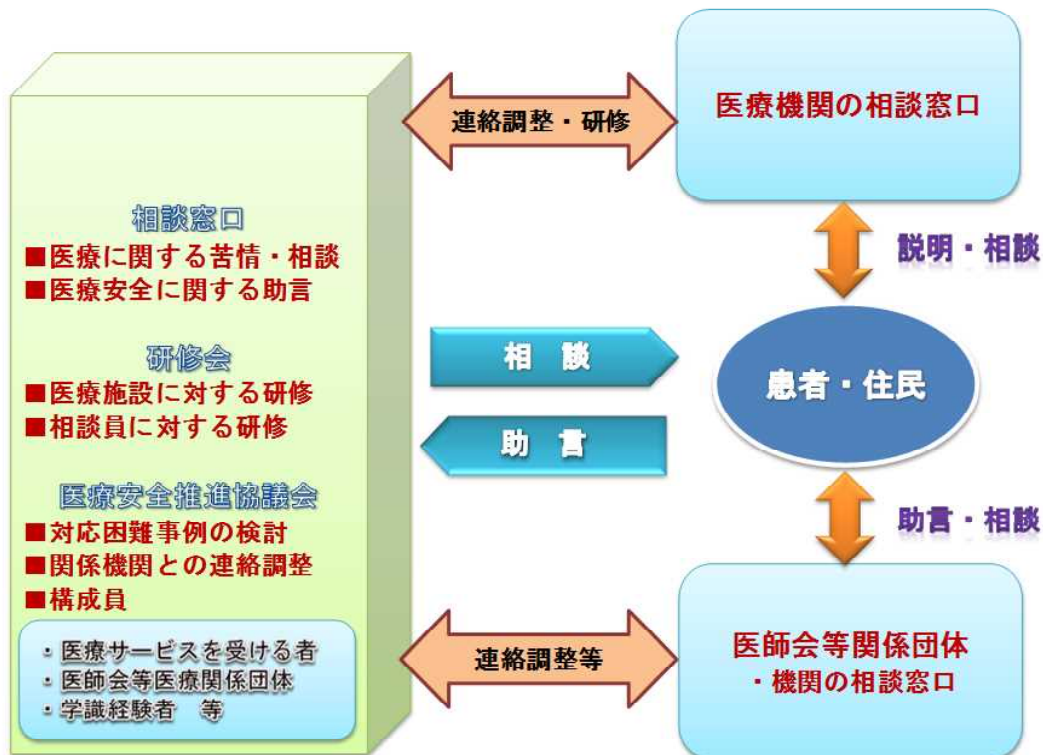 相談窓口
■医療に関する苦情・相談
■医療安全に関する助言
研修会
■医療施設に対する研修
■相談員に対する研修
医療安全推進協議会
■対応困難事例の検討
■関係機関との連絡調整
■構成員
・医療サービスを受ける者
・医師会等医療関係団体
・学識経験者　等
連絡調整・研修
医療機関の相談窓口
説明・相談
相　談
助　言
患者・住民
助言・相談
連絡調整等
医師会等関係団体
・機関の相談窓口